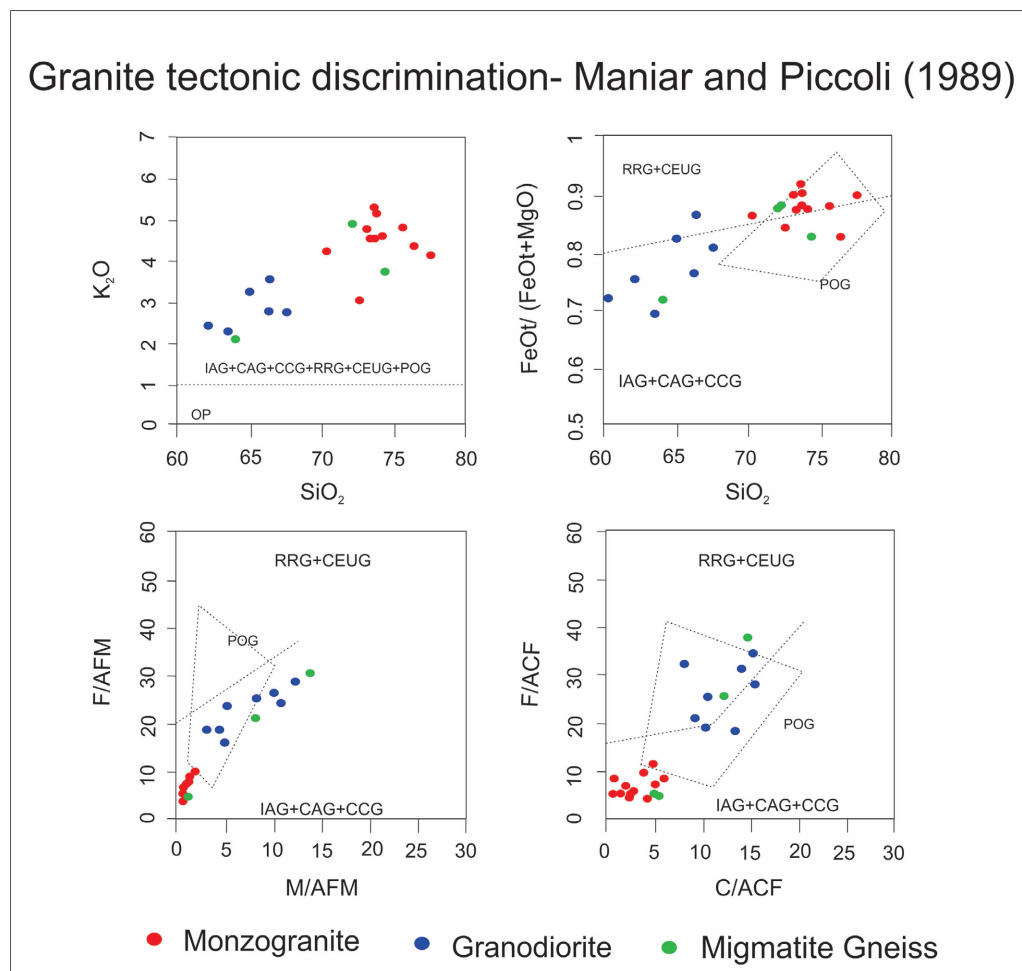 Granite tectonic discrimination- Maniar and Piccoli (1989)
K₂O
7
6
5
4
3
2
1
0
IAG+CAG+CCG+RRG+CEUG+POG
OP
60 65 70 75 80
SiO₂
FeOt/ (FeOt+MgO)
1
0.9
0.8
0.7
0.6
0.5
RRG+CEUG
POG
IAG+CAG+CCG
60 65 70 75 80
SiO₂
F/AFM
60
50
40
30
20
10
0
RRG+CEUG
POG
IAG+CAG+CCG
0 5 10 15 20 30
M/AFM
F/ACF
60
50
40
30
20
10
0
RRG+CEUG
POG
IAG+CAG+CCG
0 5 10 15 20 30
C/ACF
Monzogranite Granodiorite Migmatite Gneiss